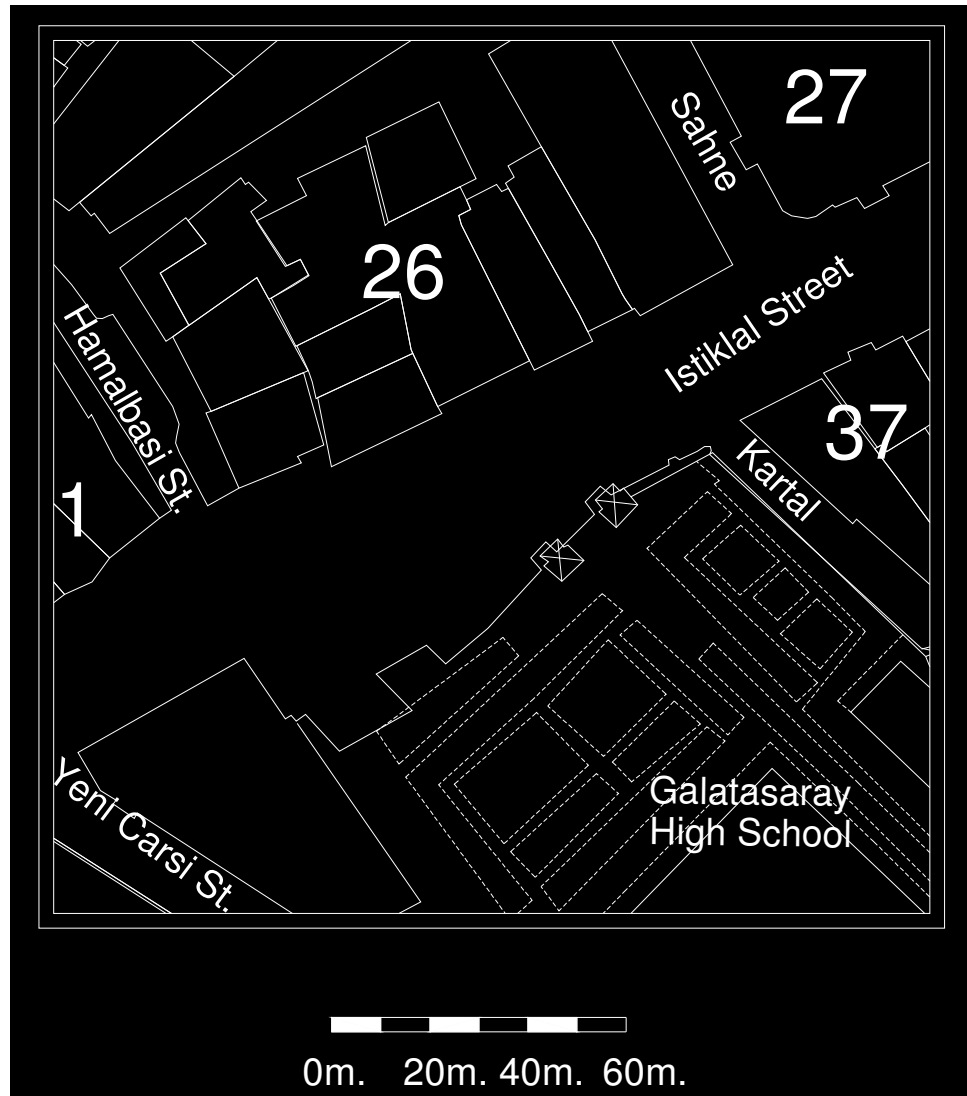 27
Sahne
26
Istiklal Street
Hamalbasi St.
37
Kartal
1
Galatasaray
High School
Yeni Carsi St.
0m. 20m. 40m. 60m.